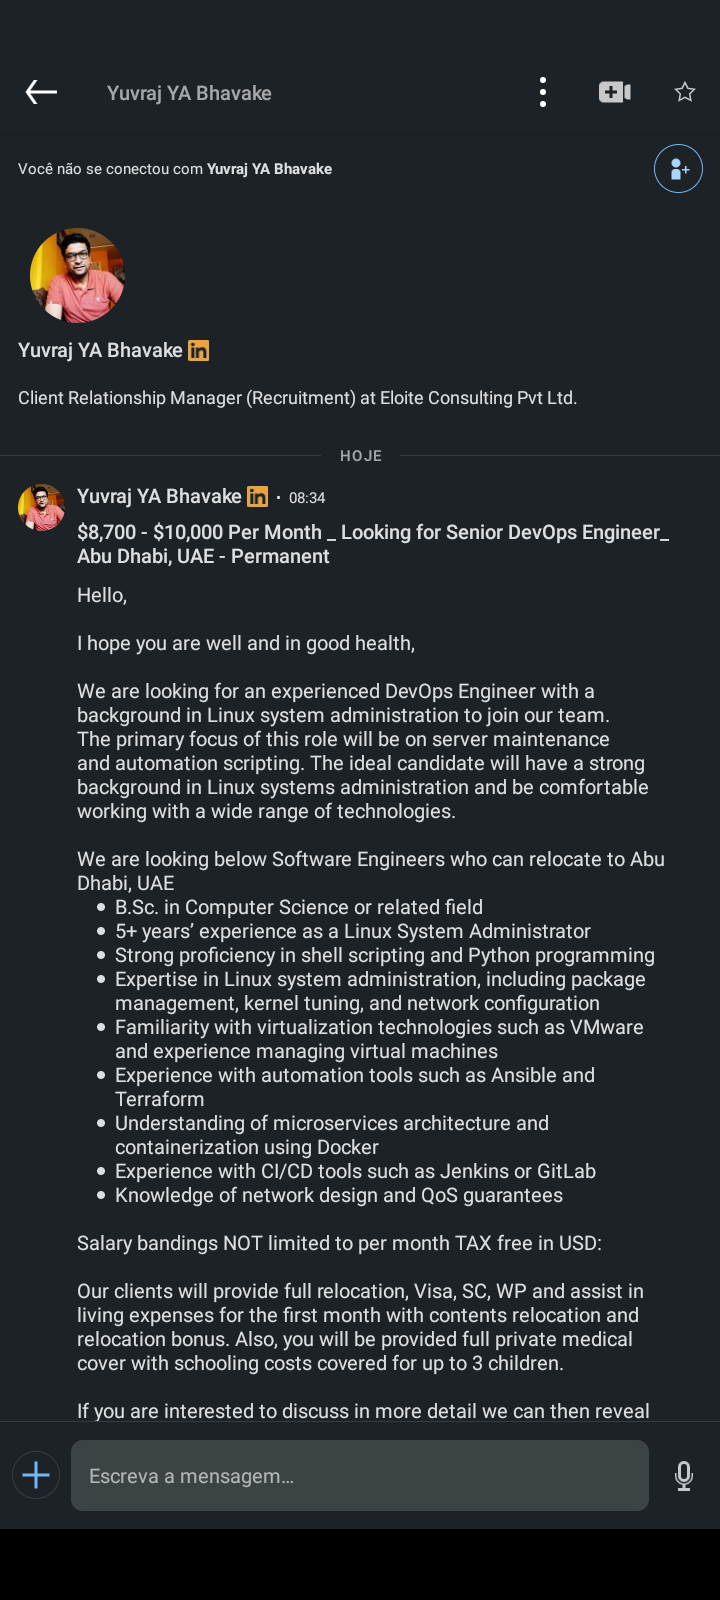 Yuvraj YA Bhavake
Você não se conectou com Yuvraj YA Bhavake
Yuvraj YA Bhavake in
Client Relationship Manager (Recruitment) at Eloite Consulting Pvt Ltd.
HOJE
Yuvraj YA Bhavake in • 08:34
$8,700 - $10,000 Per Month _ Looking for Senior DevOps Engineer_
Abu Dhabi, UAE - Permanent
Hello,
I hope you are well and in good health,
We are looking for an experienced DevOps Engineer with a
background in Linux system administration to join our team.
The primary focus of this role will be on server maintenance
and automation scripting. The ideal candidate will have a strong
background in Linux systems administration and be comfortable
working with a wide range of technologies.
We are looking below Software Engineers who can relocate to Abu
Dhabi, UAE
• B.Sc. in Computer Science or related field
• 5+ years’ experience as a Linux System Administrator
• Strong proficiency in shell scripting and Python programming
• Expertise in Linux system administration, including package
management, kernel tuning, and network configuration
• Familiarity with virtualization technologies such as VMware
and experience managing virtual machines
• Experience with automation tools such as Ansible and
Terraform
• Understanding of microservices architecture and
containerization using Docker
• Experience with CI/CD tools such as Jenkins or GitLab
• Knowledge of network design and QoS guarantees
Salary bandings NOT limited to per month TAX free in USD:
Our clients will provide full relocation, Visa, SC, WP and assist in
living expenses for the first month with contents relocation and
relocation bonus. Also, you will be provided full private medical
cover with schooling costs covered for up to 3 children.
If you are interested to discuss in more detail we can then reveal
Escreva a mensagem…